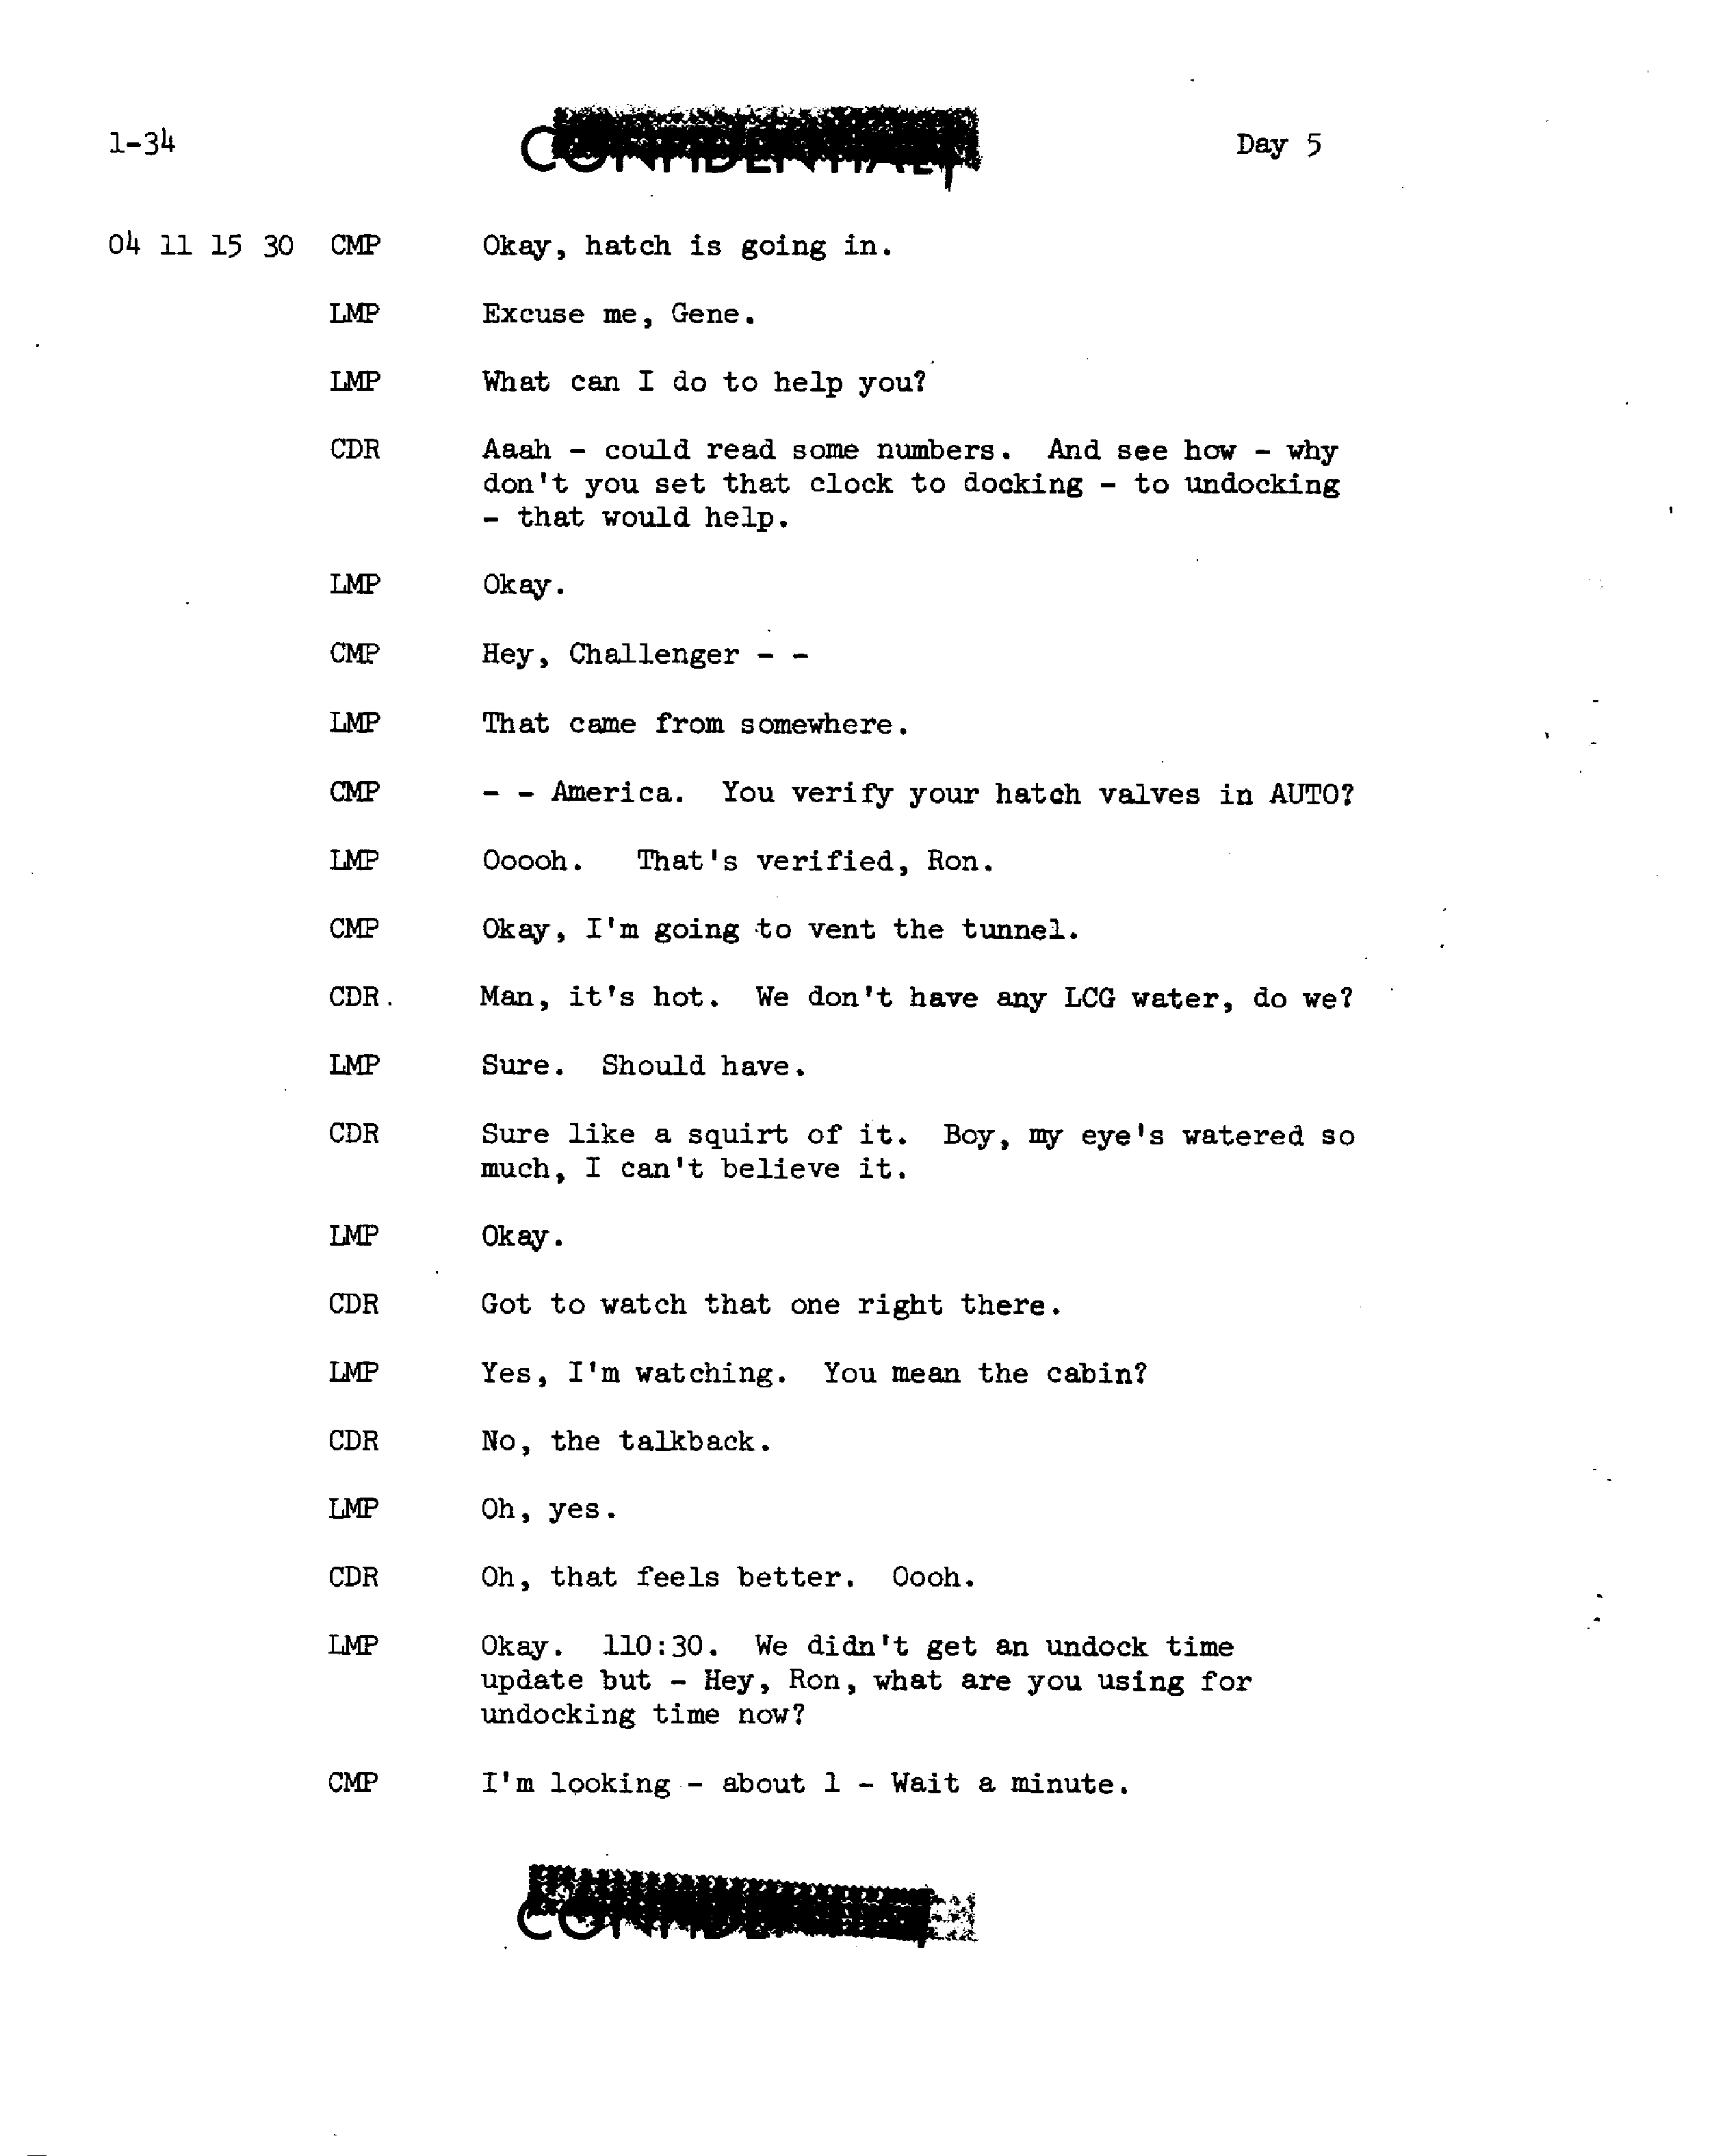 1-34
CONFIDENTIAL
Day 5
04 11 15 30 CMP Okay, hatch is going in.
LMP Excuse me, Gene.
LMP What can I do to help you?
CDR Aaah - could read some numbers. And see how - why
don't you set that clock to docking - to undocking
- that would help.
LMP Okay.
CMP Hey, Challenger - -
LMP That came from somewhere.
CMP - - America. You verify your hatch valves in AUTO?
LMP Ooooh. That's verified, Ron.
CMP Okay, I'm going to vent the tunnel.
CDR. Man, it's hot. We don't have any LCG water, do we?
LMP Sure. Should have.
CDR Sure like a squirt of it. Boy, my eye's watered so
much, I can't believe it.
LMP Okay.
CDR Got to watch that one right there.
LMP Yes, I'm watching. You mean the cabin?
CDR No, the talkback.
LMP Oh, yes.
CDR Oh, that feels better. Oooh.
LMP Okay. 110:30. We didn't get an undock time
update but - Hey, Ron, what are you using for
undocking time now?
CMP I'm looking - about 1 - Wait a minute.